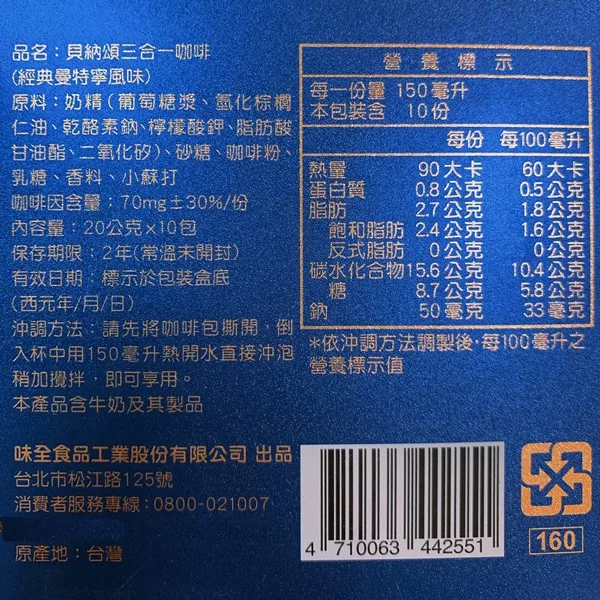 品名：貝納頌三合一咖啡
(經典曼特寧風味)
原料：奶精(葡萄糖漿、氫化棕櫚
仁油、乾酪素鈉、檸檬酸鉀、脂肪酸
甘油酯、二氧化矽)、砂糖、咖啡粉、
乳糖、香料、小蘇打
咖啡因含量：70mg±30%/份
內容量：20公克×10包
保存期限：2年(常溫未開封)
有效日期：標示於包裝盒底
(西元年/月/日)
沖調方法：請先將咖啡包撕開，倒
入杯中用150毫升熱開水直接沖泡
稍加攪拌，即可享用。
本產品含牛奶及其製品
味全食品工業股份有限公司 出品
台北市松江路125號
消費者服務專線：0800-021007
原產地：台灣
營養標示
每一份量 150毫升
本包裝含 10份
每份 每100毫升
熱量 90大卡 60大卡
蛋白質 0.8公克 0.5公克
脂肪 2.7公克 1.8公克
飽和脂肪 2.4公克 1.6公克
反式脂肪 0公克 0公克
碳水化合物 15.6公克 10.4公克
糖 8.7公克 5.8公克
鈉 50毫克 33毫克
*依沖調方法調製後，每100毫升之
營養標示值
4 710063 442551
160